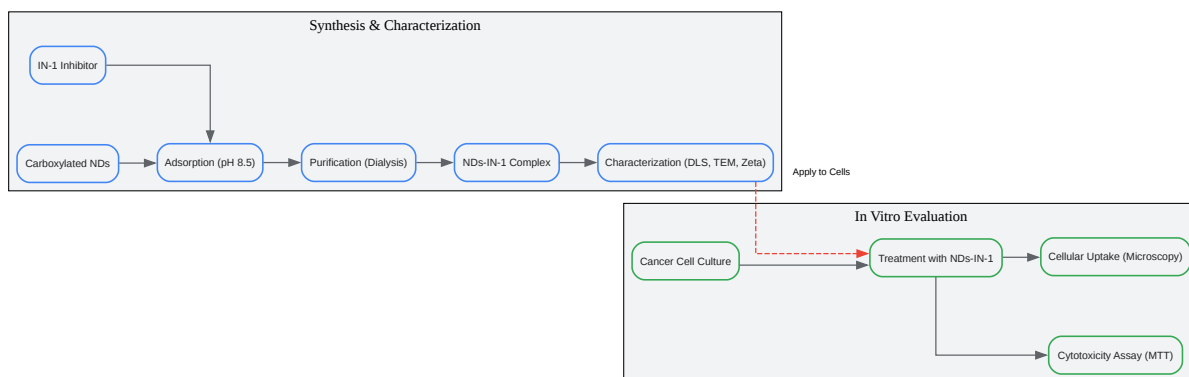 Synthesis & Characterization
IN-1 Inhibitor
Carboxylated NDs
Adsorption (pH 8.5)
Purification (Dialysis)
NDs-IN-1 Complex
Characterization (DLS, TEM, Zeta)
Apply to Cells
In Vitro Evaluation
Cancer Cell Culture
Treatment with NDs-IN-1
Cellular Uptake (Microscopy)
Cytotoxicity Assay (MTT)